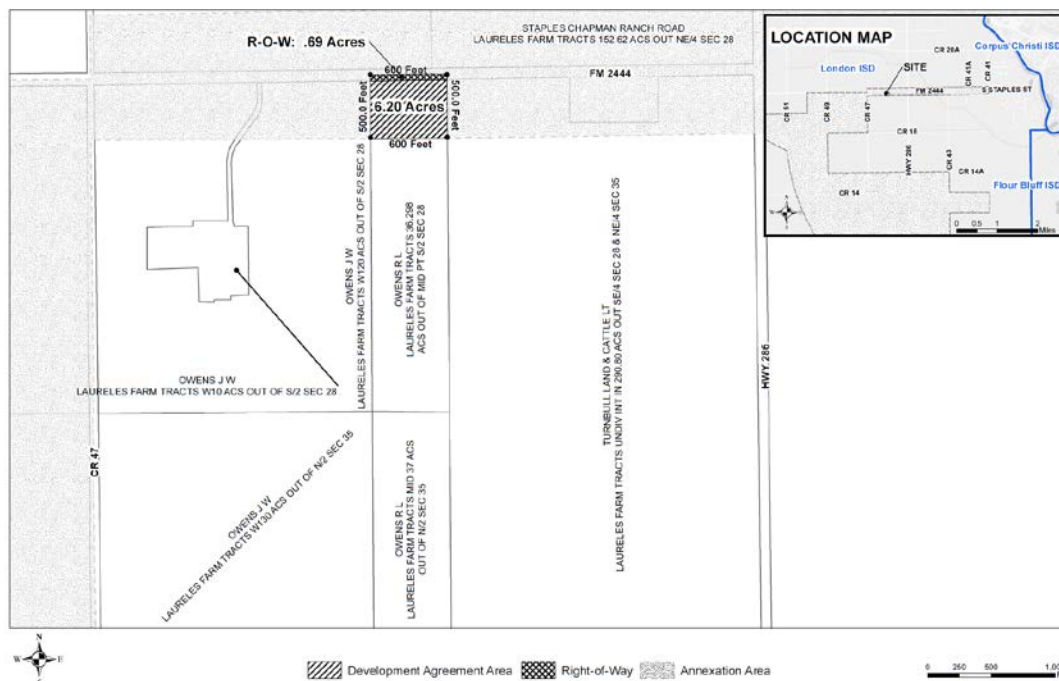 STAPLES CHAPMAN RANCH ROAD
LAURELES FARM TRACTS 152.62 ACS OUT NE/4 SEC 28
R-O-W: .69 Acres
600 Feet
FM 2444
500.0 Feet
6.20 Acres
500.0 Feet
600 Feet
LOCATION MAP
CR 20A
Corpus Christi ISD
London ISD
SITE
CR 41A
CR 41
FM 2444
S STAPLES ST
CR 51
CR 49
CR 47
CR 18
HWY 286
CR 43
CR 14A
CR 14
Flour Bluff ISD
0 0.5 1 2
Miles
OWENS J W
LAURELES FARM TRACTS W120 ACS OUT OF S/2 SEC 28
OWENS R L
LAURELES FARM TRACTS 36.298
ACS OUT OF MID PT S/2 SEC 28
TURNBULL LAND & CATTLE LT
LAURELES FARM TRACTS UNDIV INT IN 290.80 ACS OUT SE/4 SEC 28 & NE/4 SEC 35
HWY 286
OWENS J W
LAURELES FARM TRACTS W10 ACS OUT OF S/2 SEC 28
CR 47
OWENS J W
LAURELES FARM TRACTS W130 ACS OUT OF N/2 SEC 35
OWENS R L
LAURELES FARM TRACTS MID 37 ACS
OUT OF N/2 SEC 35
N
W E
S
Development Agreement Area
Right-of-Way
Annexation Area
0 250 500